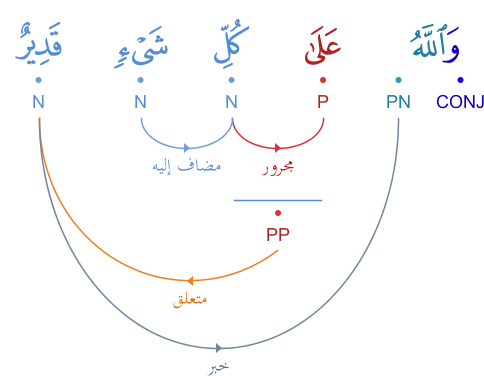 وَٱللَّهُ عَلَىٰ كُلِّ شَىْءٍ قَدِيرٌ
CONJ PN P N N N
مجرور مضاف إليه
PP
متعلق
خبر